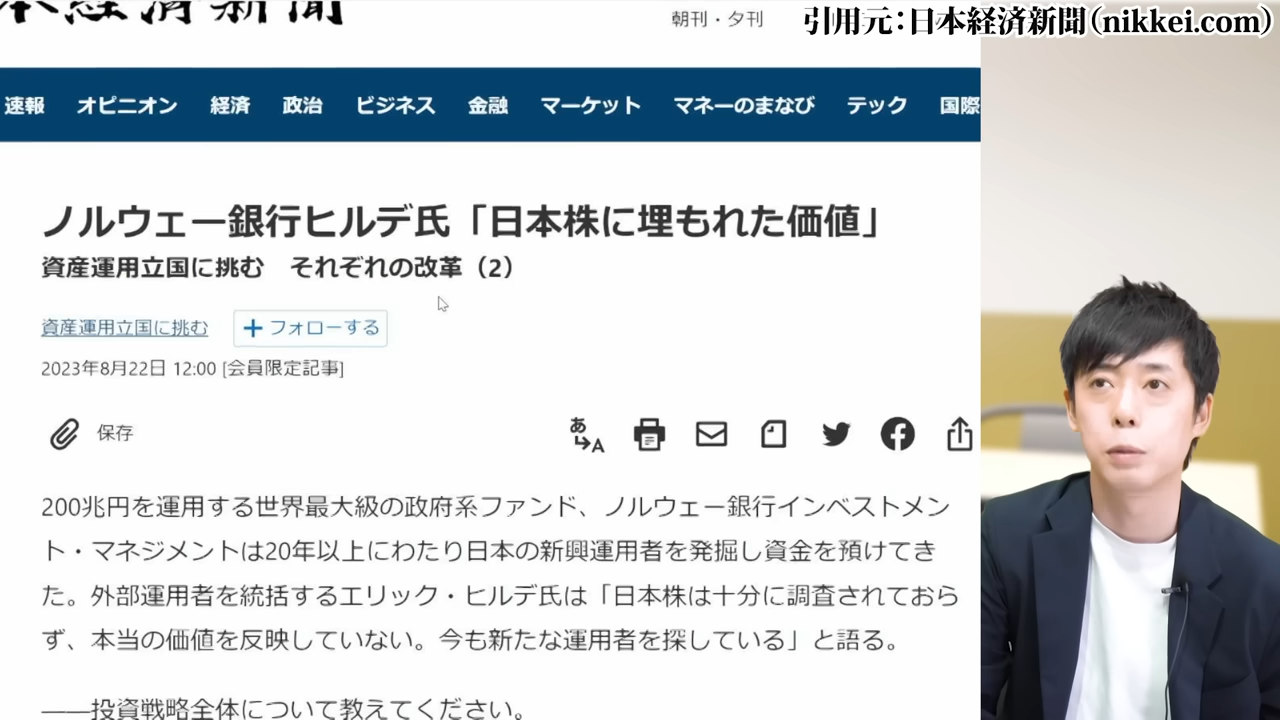 本経済新聞
朝刊・夕刊
引用元：日本経済新聞（nikkei.com）
速報 オピニオン 経済 政治 ビジネス 金融 マーケット マネーのまなび テック 国際
ノルウェー銀行ヒルデ氏「日本株に埋もれた価値」
資産運用立国に挑む　それぞれの改革（2）
資産運用立国に挑む ＋フォローする
2023年8月22日 12:00 [会員限定記事]
保存
あ A
200兆円を運用する世界最大級の政府系ファンド、ノルウェー銀行インベストメン
ト・マネジメントは20年以上にわたり日本の新興運用者を発掘し資金を預けてき
た。外部運用者を統括するエリック・ヒルデ氏は「日本株は十分に調査されておら
ず、本当の価値を反映していない。今も新たな運用者を探している」と語る。
――投資戦略全体について教えてください。